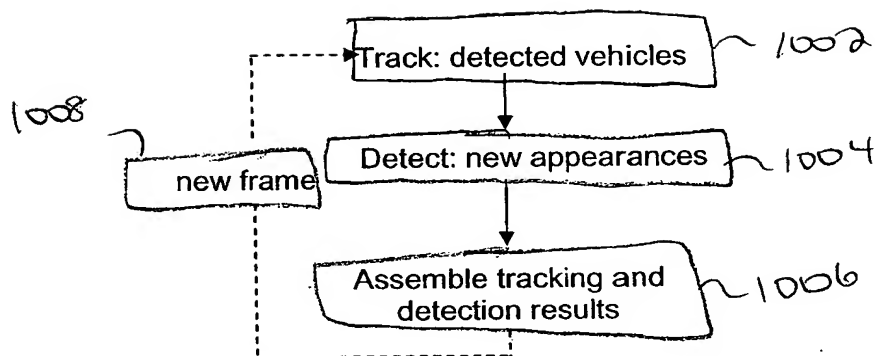 Track: detected vehicles
1002
1008
Detect: new appearances
1004
new frame
Assemble tracking and
detection results
1006